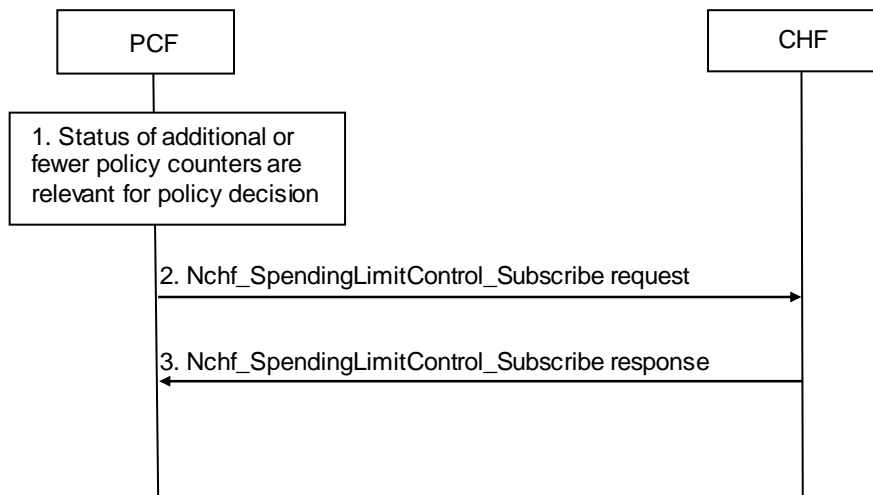 PCF
CHF
1. Status of additional or
fewer policy counters are
relevant for policy decision
2. Nchf_SpendingLimitControl_Subscribe request
3. Nchf_SpendingLimitControl_Subscribe response